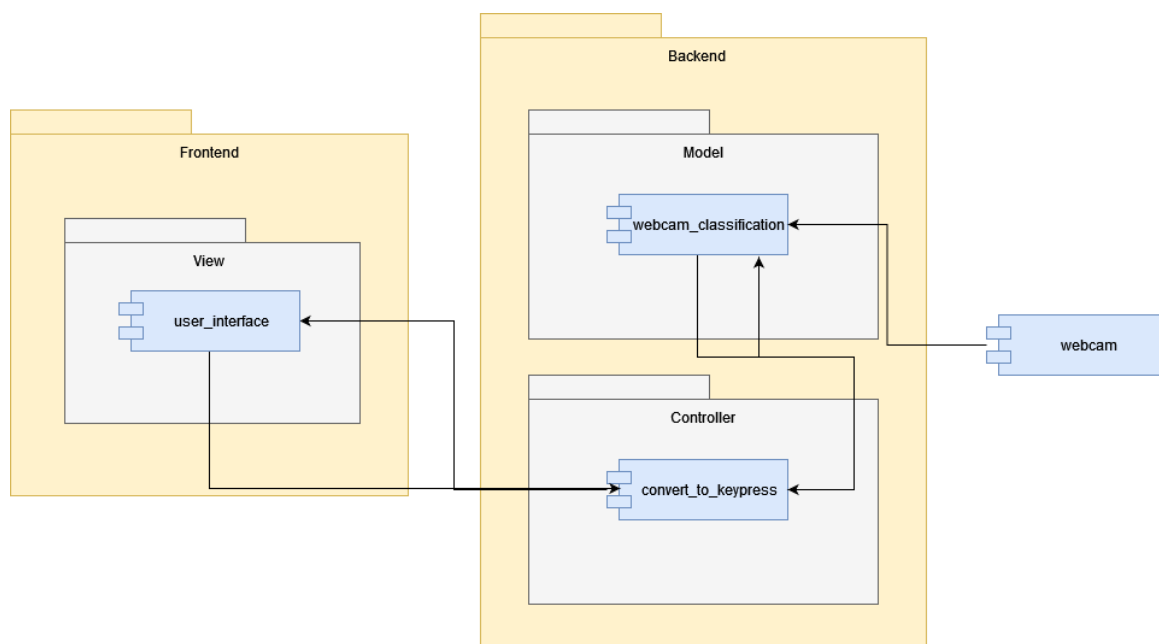 Backend
Frontend
Model
webcam_classification
View
user_interface
webcam
Controller
convert_to_keypress